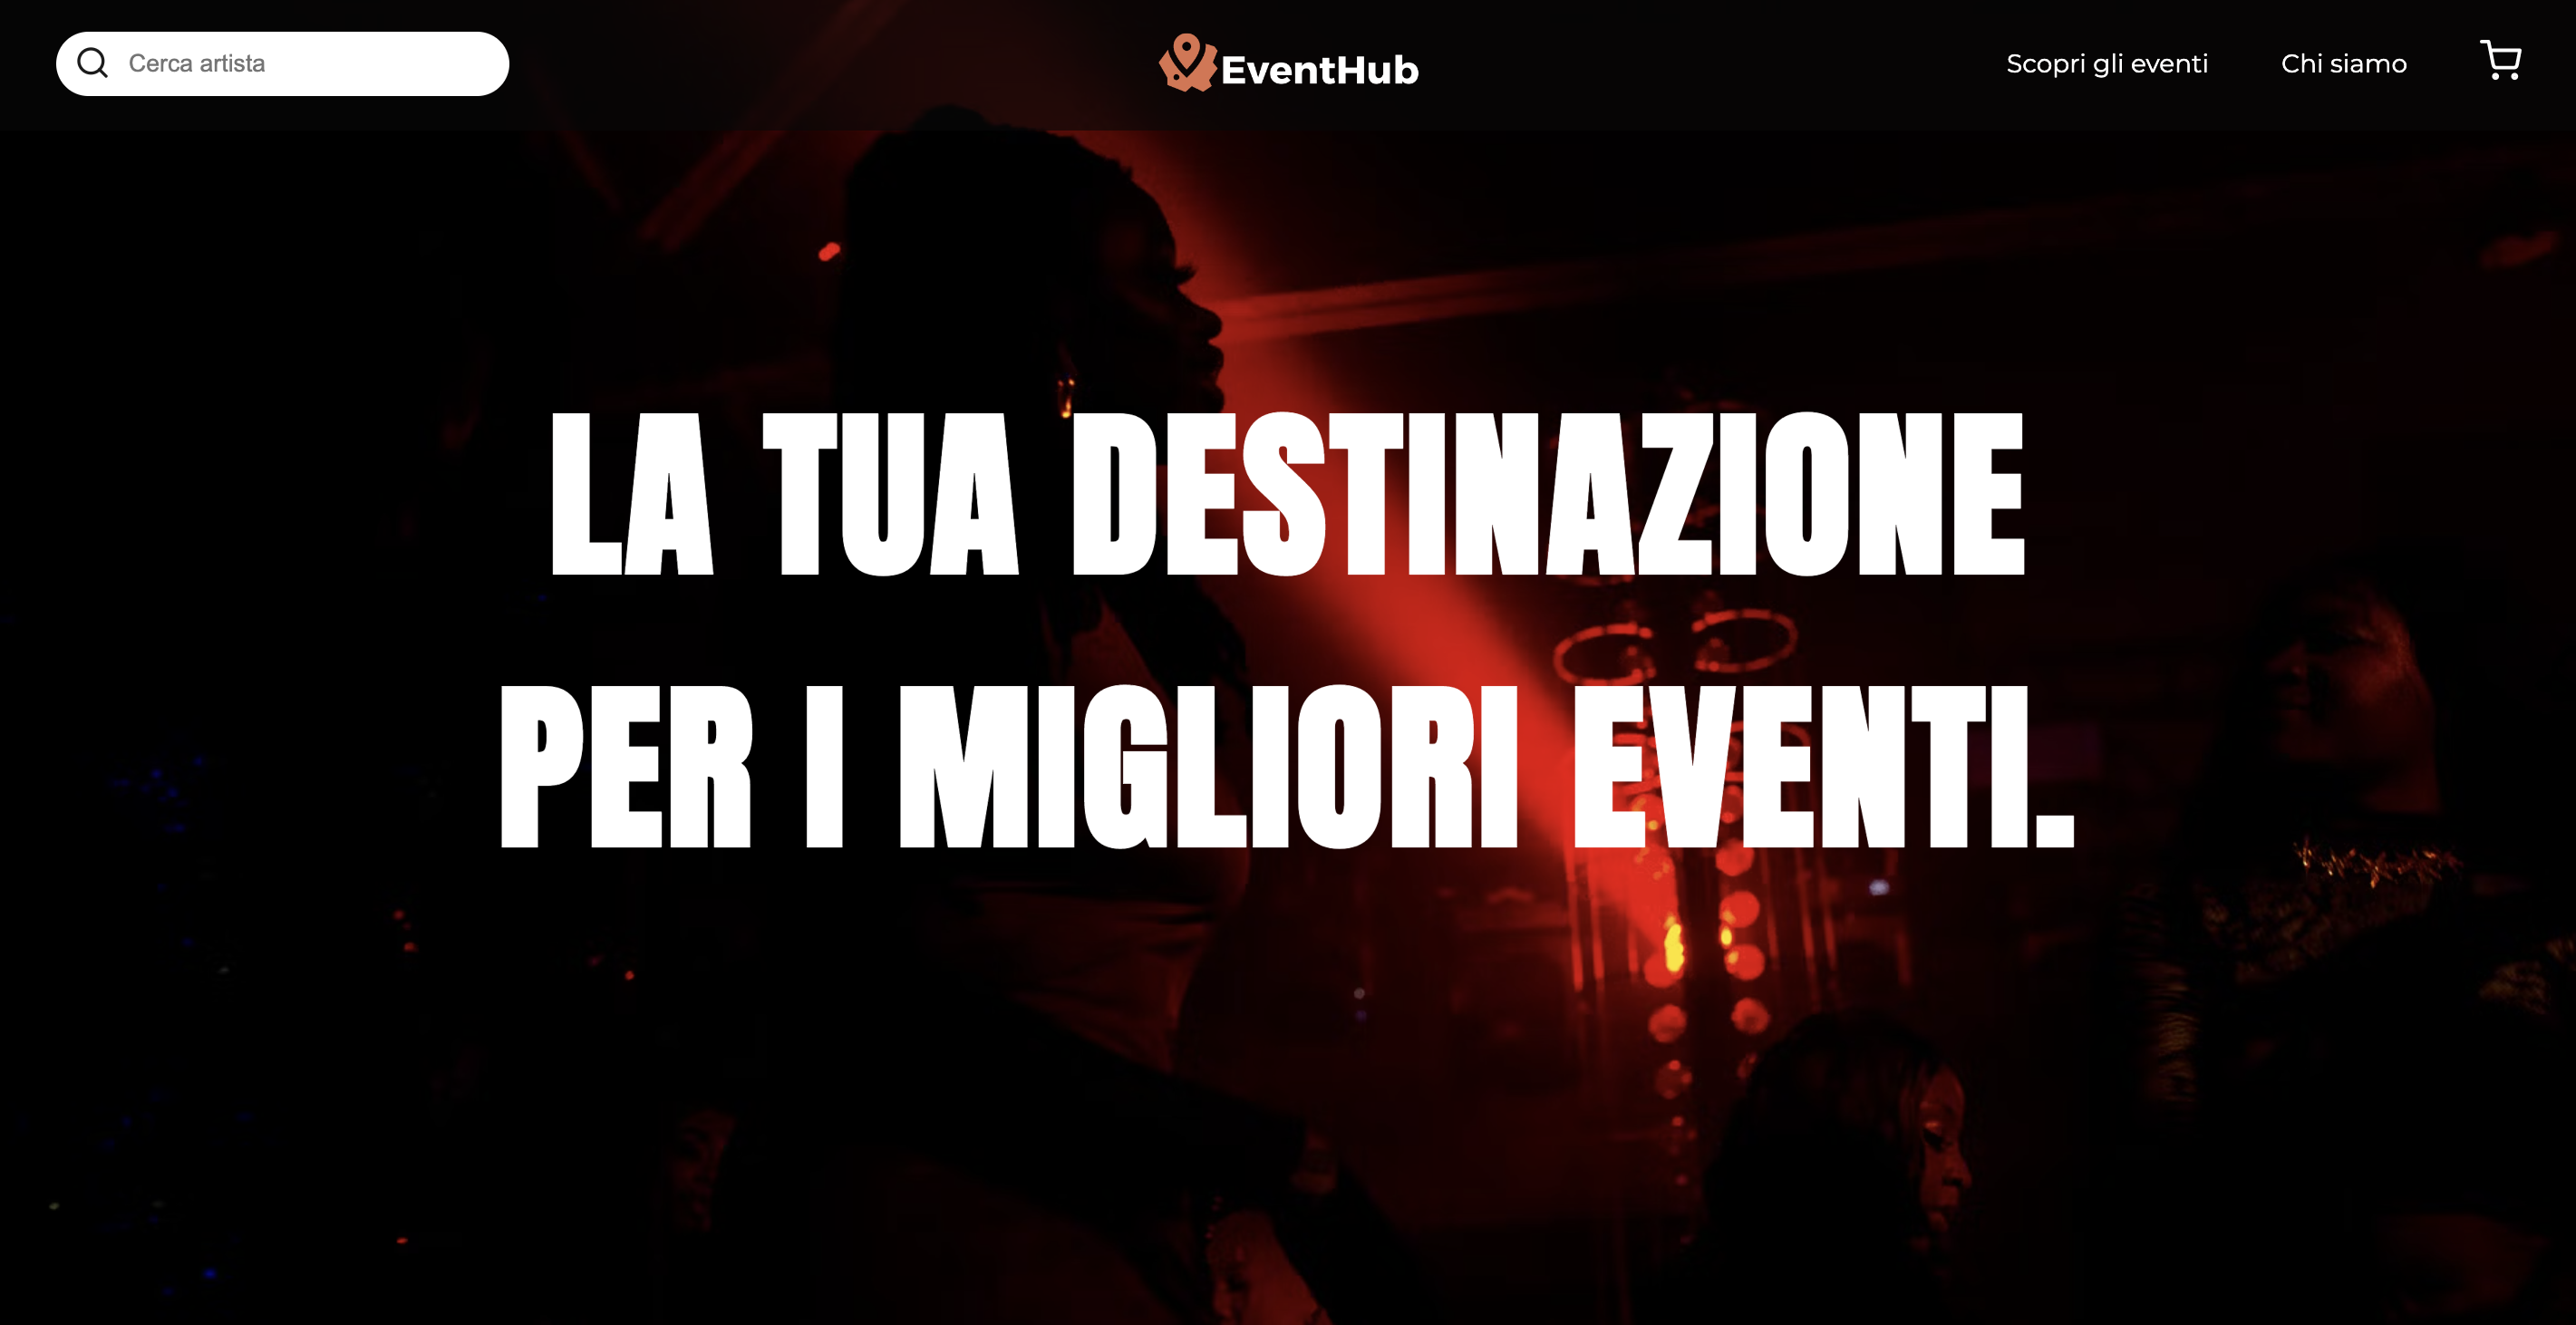 Cerca artista
EventHub
Scopri gli eventi
Chi siamo
LA TUA DESTINAZIONE
PER I MIGLIORI EVENTI.